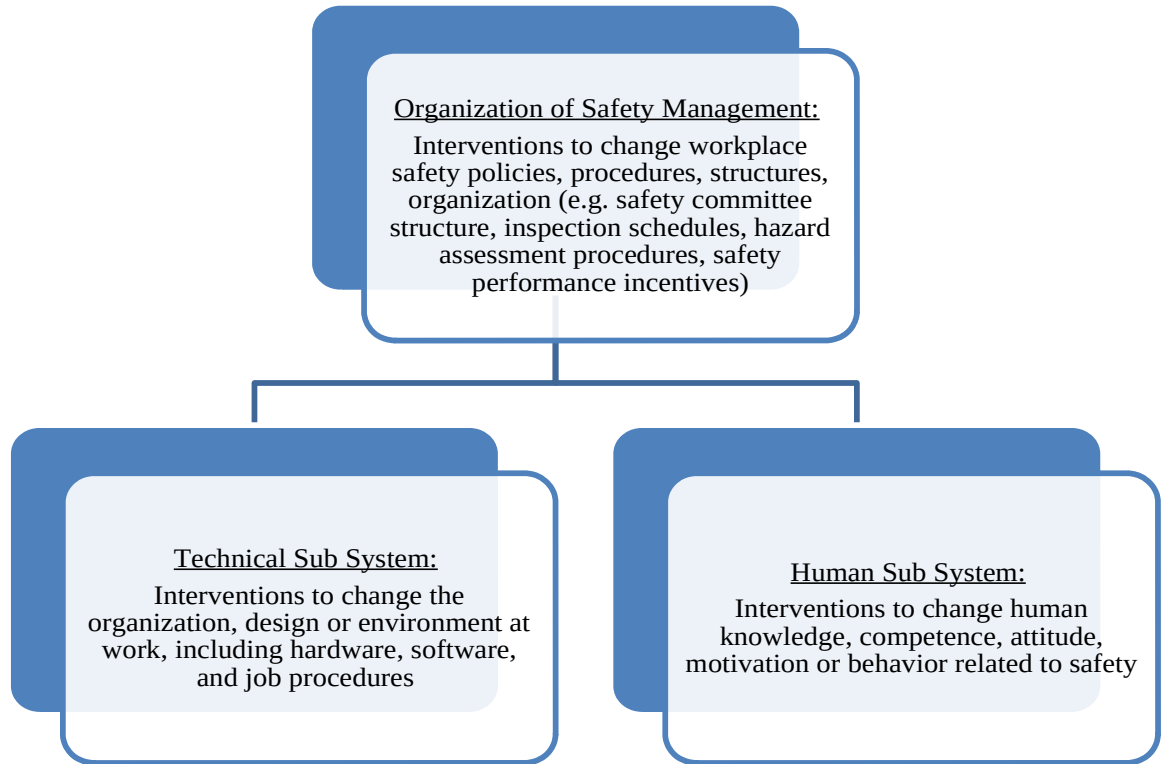 Organization of Safety Management:
Interventions to change workplace
safety policies, procedures, structures,
organization (e.g. safety committee
structure, inspection schedules, hazard
assessment procedures, safety
performance incentives)
Technical Sub System:
Interventions to change the
organization, design or environment at
work, including hardware, software,
and job procedures
Human Sub System:
Interventions to change human
knowledge, competence, attitude,
motivation or behavior related to safety